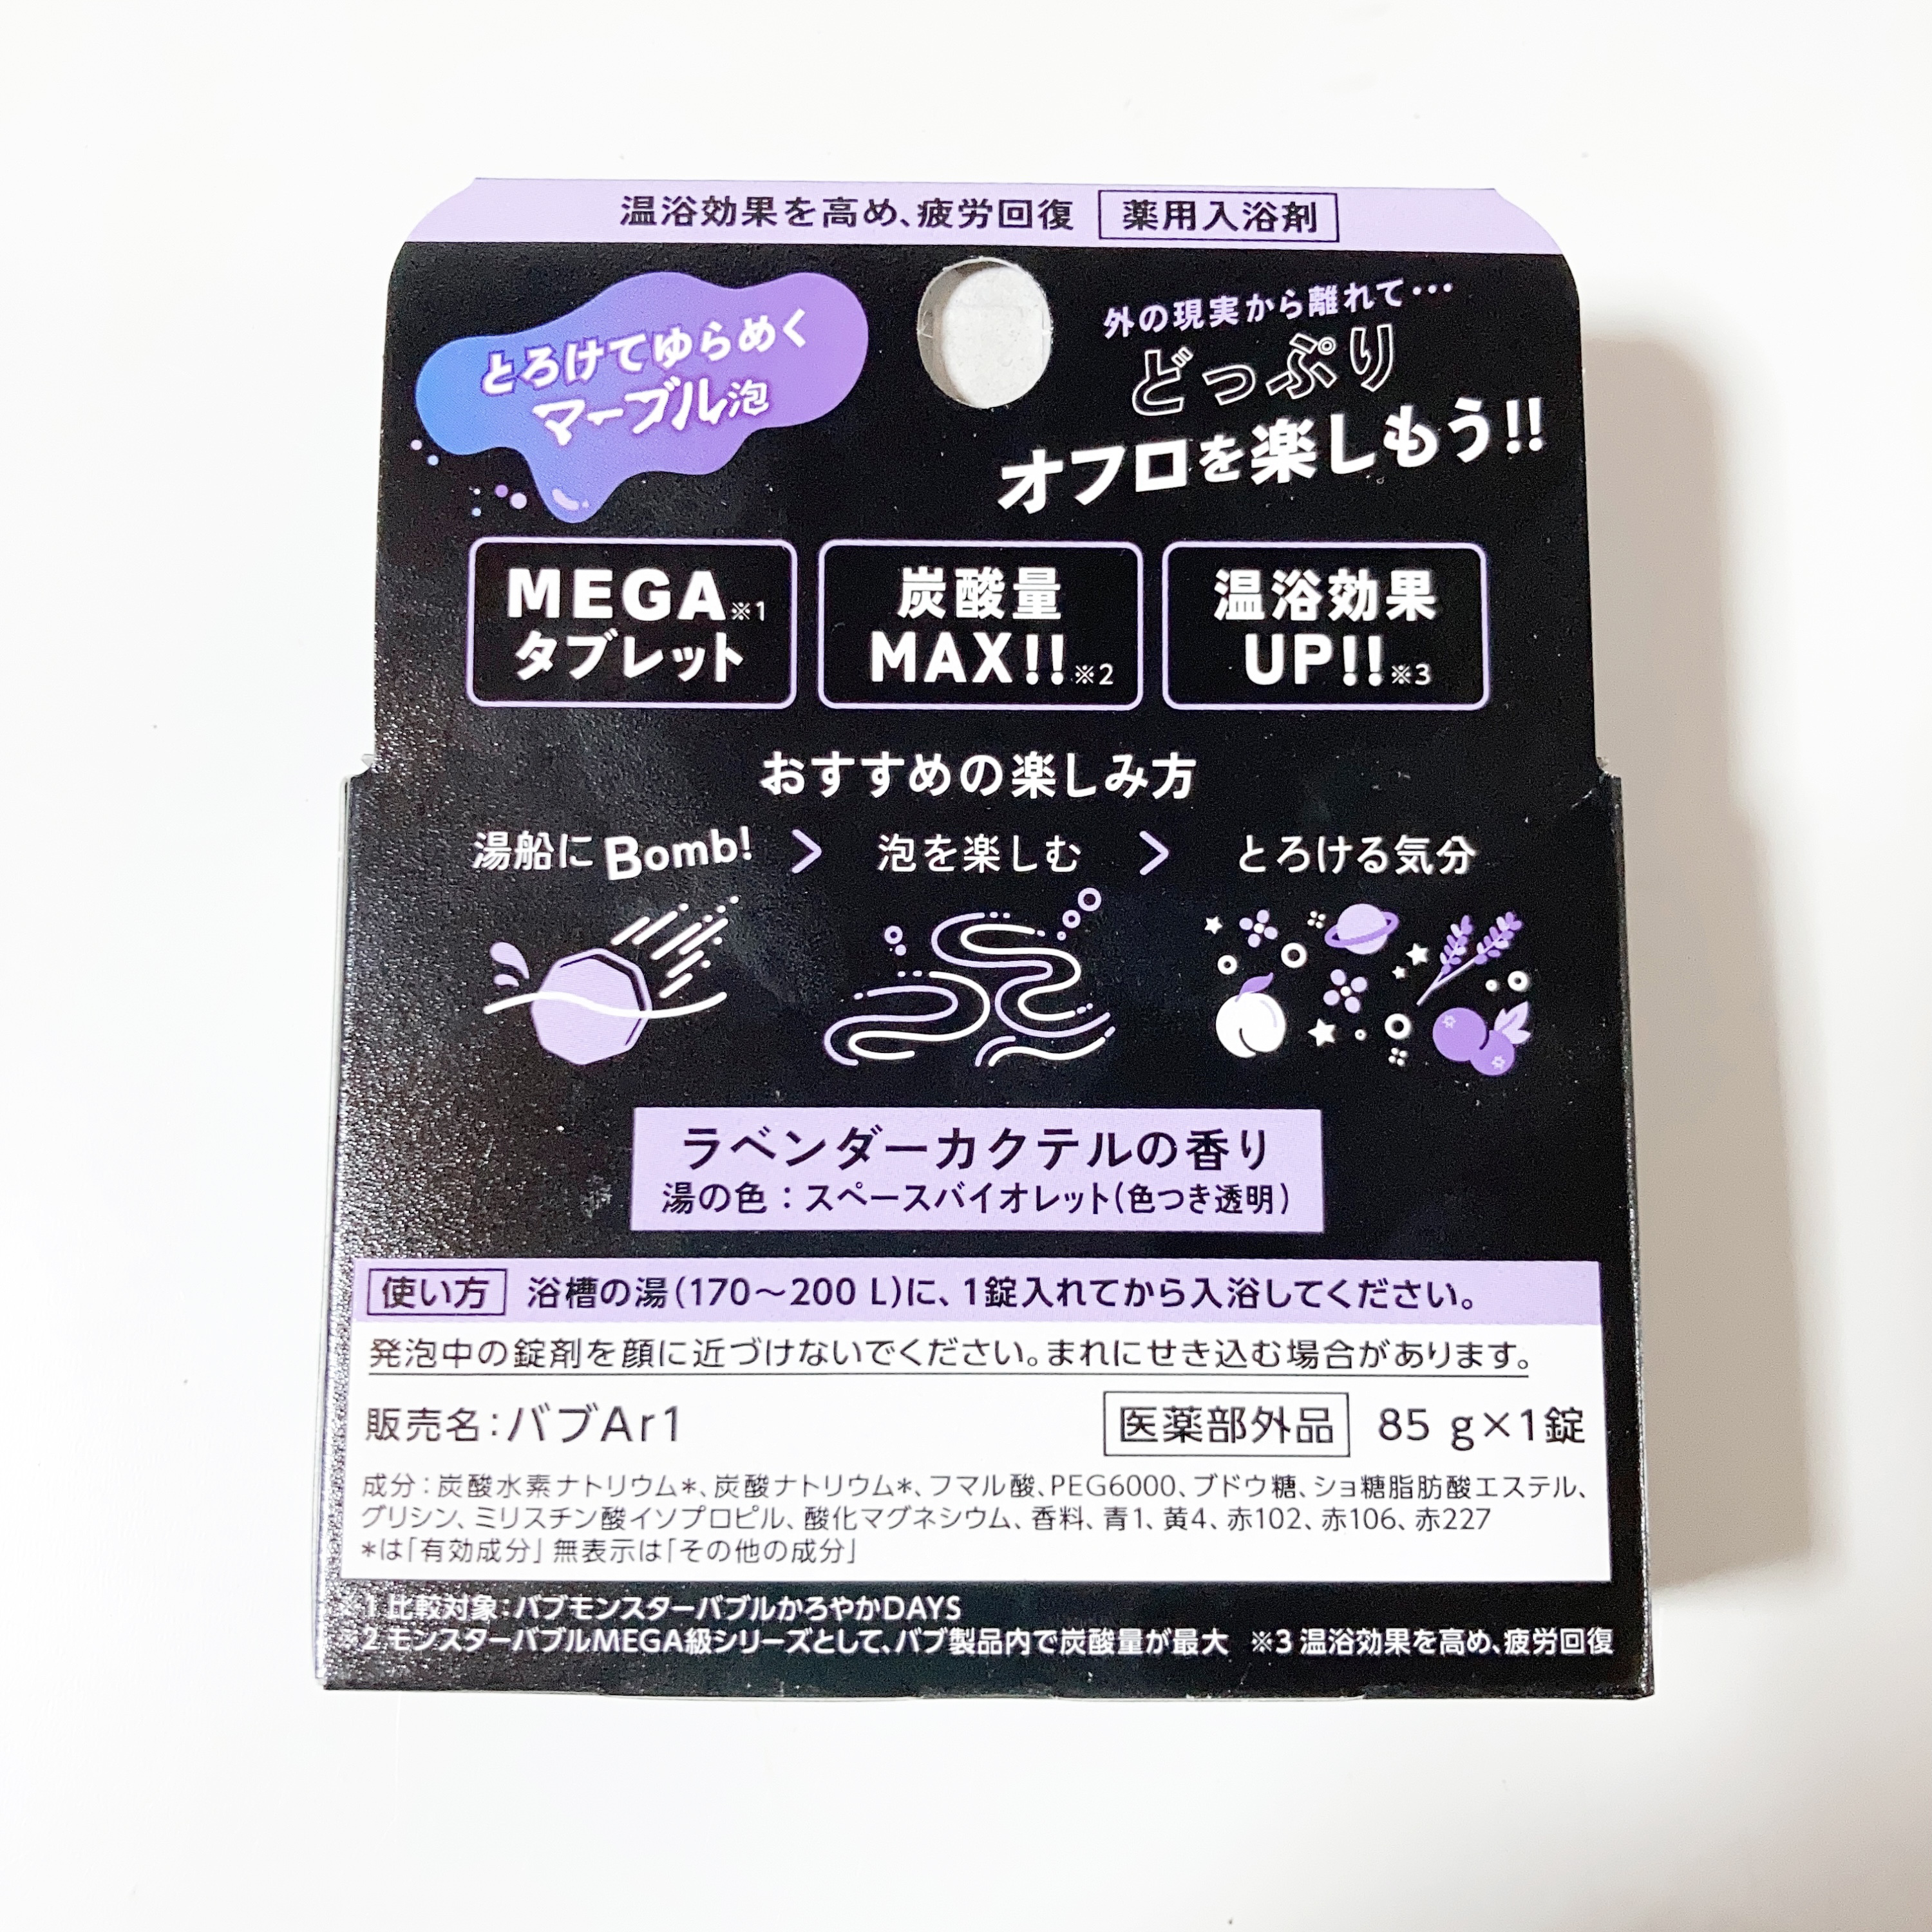 温浴効果を高め、疲労回復 薬用入浴剤
とろけてゆらめく
マーブル泡
外の現実から離れて…
どっぷり
オフロを楽しもう!!
MEGA※1
タブレット
炭酸量
MAX!!※2
温浴効果
UP!!※3
おすすめの楽しみ方
湯船にBomb! > 泡を楽しむ > とろける気分
ラベンダーカクテルの香り
湯の色：スペースバイオレット(色つき透明)
使い方 浴槽の湯(170～200 L)に、1錠入れてから入浴してください。
発泡中の錠剤を顔に近づけないでください。まれにせき込む場合があります。
販売名：バブAr1 医薬部外品 85 g×1錠
成分：炭酸水素ナトリウム*、炭酸ナトリウム*、フマル酸、PEG6000、ブドウ糖、ショ糖脂肪酸エステル、
グリシン、ミリスチン酸イソプロピル、酸化マグネシウム、香料、青1、黄4、赤102、赤106、赤227
*は「有効成分」無表示は「その他の成分」
※1 比較対象：バブモンスターバブルかろやかDAYS
※2 モンスターバブルMEGA級シリーズとして、バブ製品内で炭酸量が最大 ※3 温浴効果を高め、疲労回復